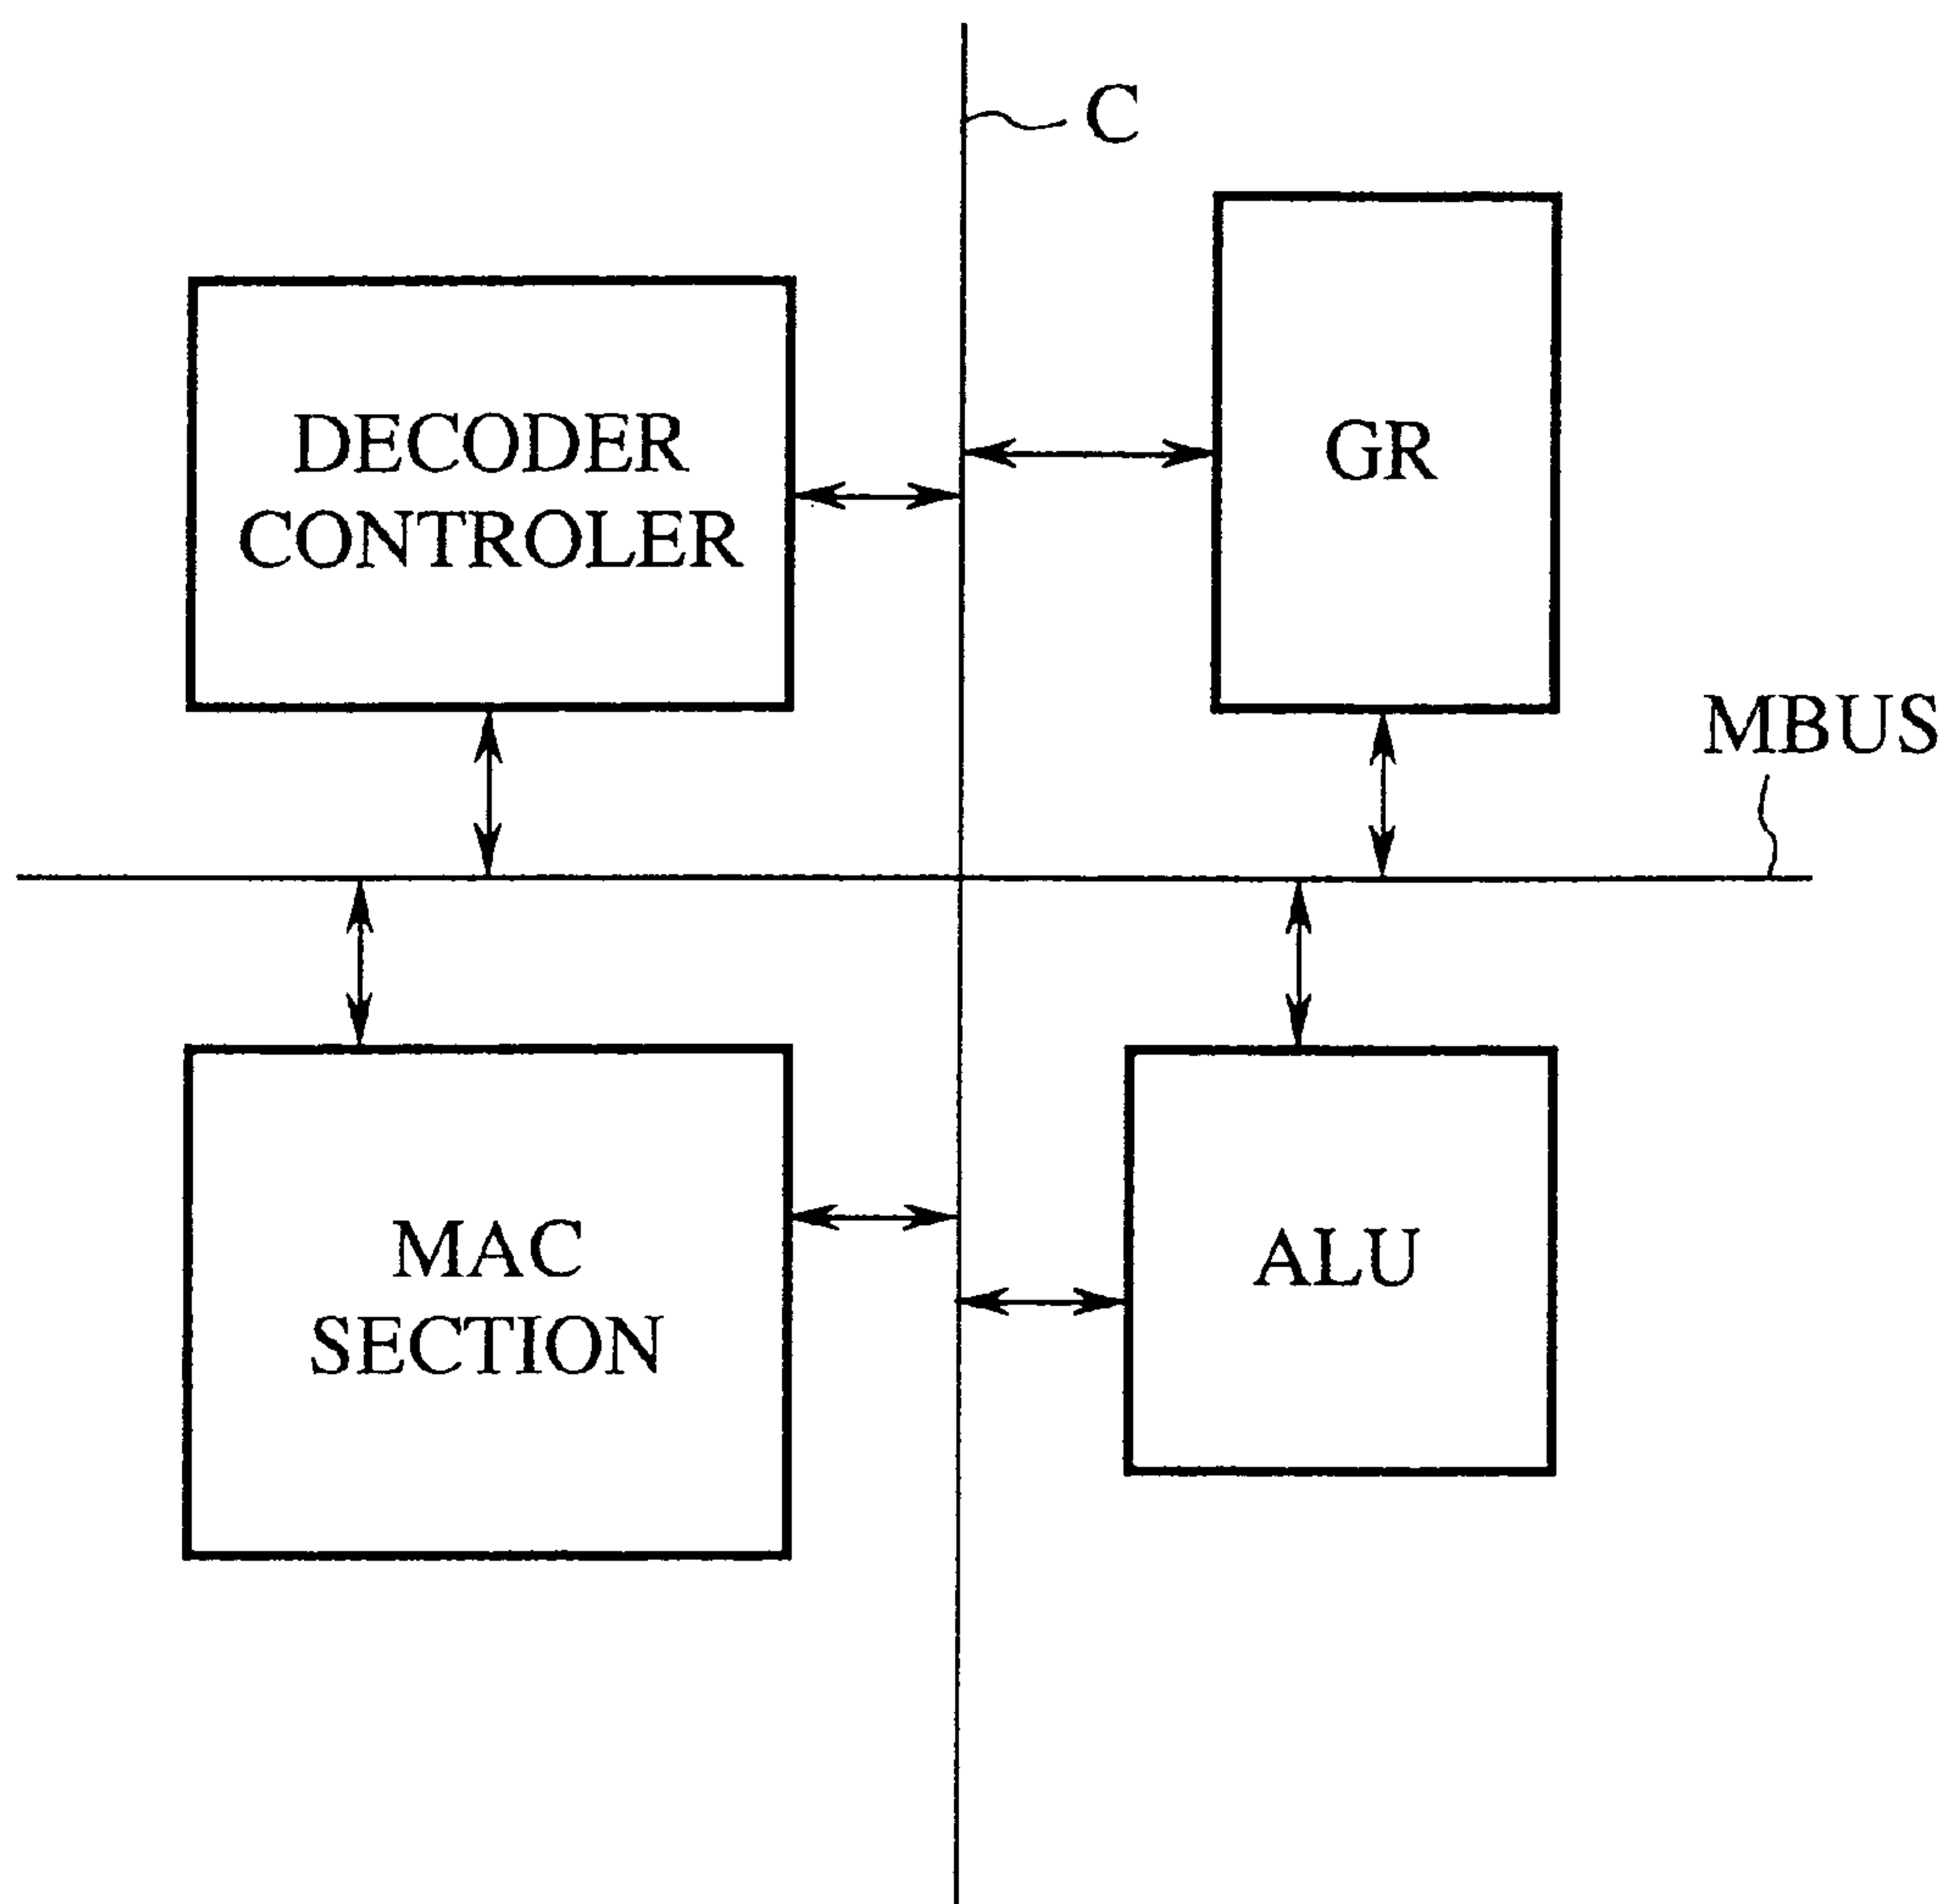 C
DECODER
CONTROLER
GR
MBUS
MAC
SECTION
ALU